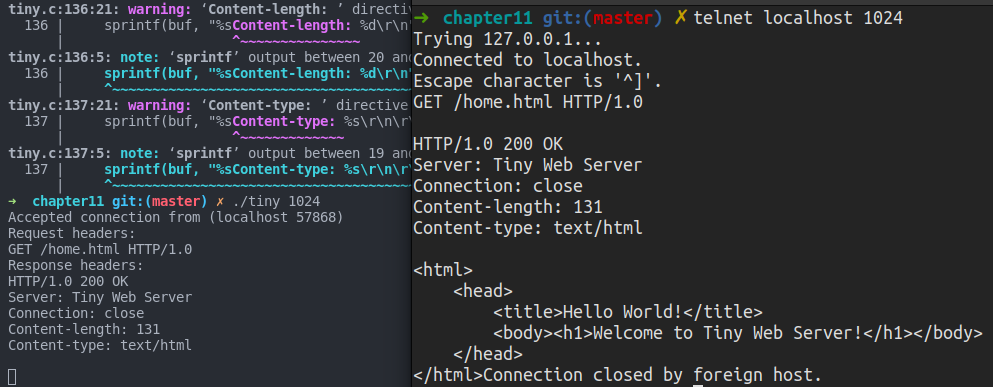 tiny.c:136:21: warning: ‘Content-length: ’ directive
136 |     sprintf(buf, "%sContent-length: %d\r\n
|                     ^~~~~~~~~~~~~~~~
tiny.c:136:5: note: ‘sprintf’ output between 20 and
136 |     sprintf(buf, "%sContent-length: %d\r\n"
|     ^~~~~~~~~~~~~~~~~~~~~~~~~~~~~~~~~~~~~~
tiny.c:137:21: warning: ‘Content-type: ’ directive
137 |     sprintf(buf, "%sContent-type: %s\r\n\r\
|                     ^~~~~~~~~~~~~~
tiny.c:137:5: note: ‘sprintf’ output between 19 and
137 |     sprintf(buf, "%sContent-type: %s\r\n\r\
|     ^~~~~~~~~~~~~~~~~~~~~~~~~~~~~~~~~~~~~~
➜  chapter11 git:(master) ✗ ./tiny 1024
Accepted connection from (localhost 57868)
Request headers:
GET /home.html HTTP/1.0
Response headers:
HTTP/1.0 200 OK
Server: Tiny Web Server
Connection: close
Content-length: 131
Content-type: text/html
➜  chapter11 git:(master) ✗ telnet localhost 1024
Trying 127.0.0.1...
Connected to localhost.
Escape character is '^]'.
GET /home.html HTTP/1.0
HTTP/1.0 200 OK
Server: Tiny Web Server
Connection: close
Content-length: 131
Content-type: text/html
<html>
    <head>
        <title>Hello World!</title>
        <body><h1>Welcome to Tiny Web Server!</h1></body>
    </head>
</html>Connection closed by foreign host.